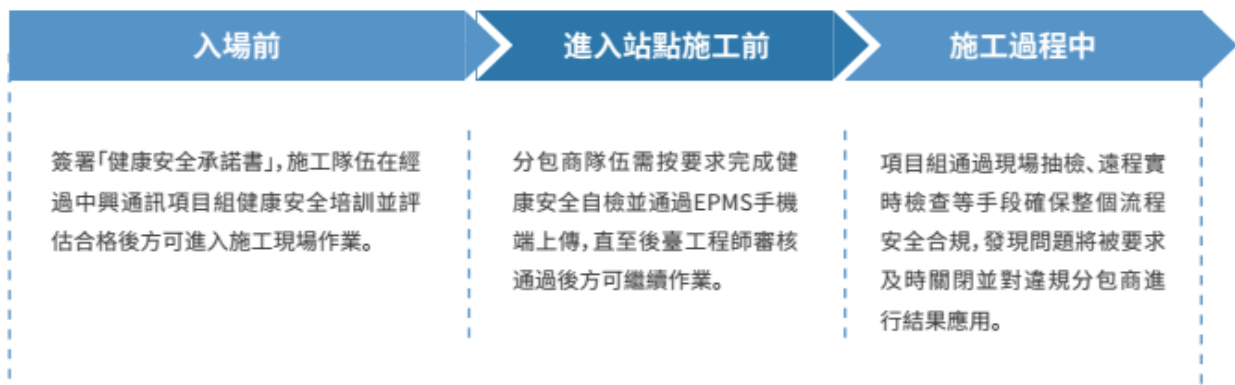 入場前
進入站點施工前
施工過程中
簽署｢健康安全承諾書｣，施工隊伍在經
過中興通訊項目組健康安全培訓並評
估合格後方可進入施工現場作業。
分包商隊伍需按要求完成健
康安全自檢並通過EPMS手機
端上傳，直至後臺工程師審核
通過後方可繼續作業。
項目組通過現場抽檢、遠程實
時檢查等手段確保整個流程
安全合規，發現問題將被要求
及時關閉並對違規分包商進
行結果應用。